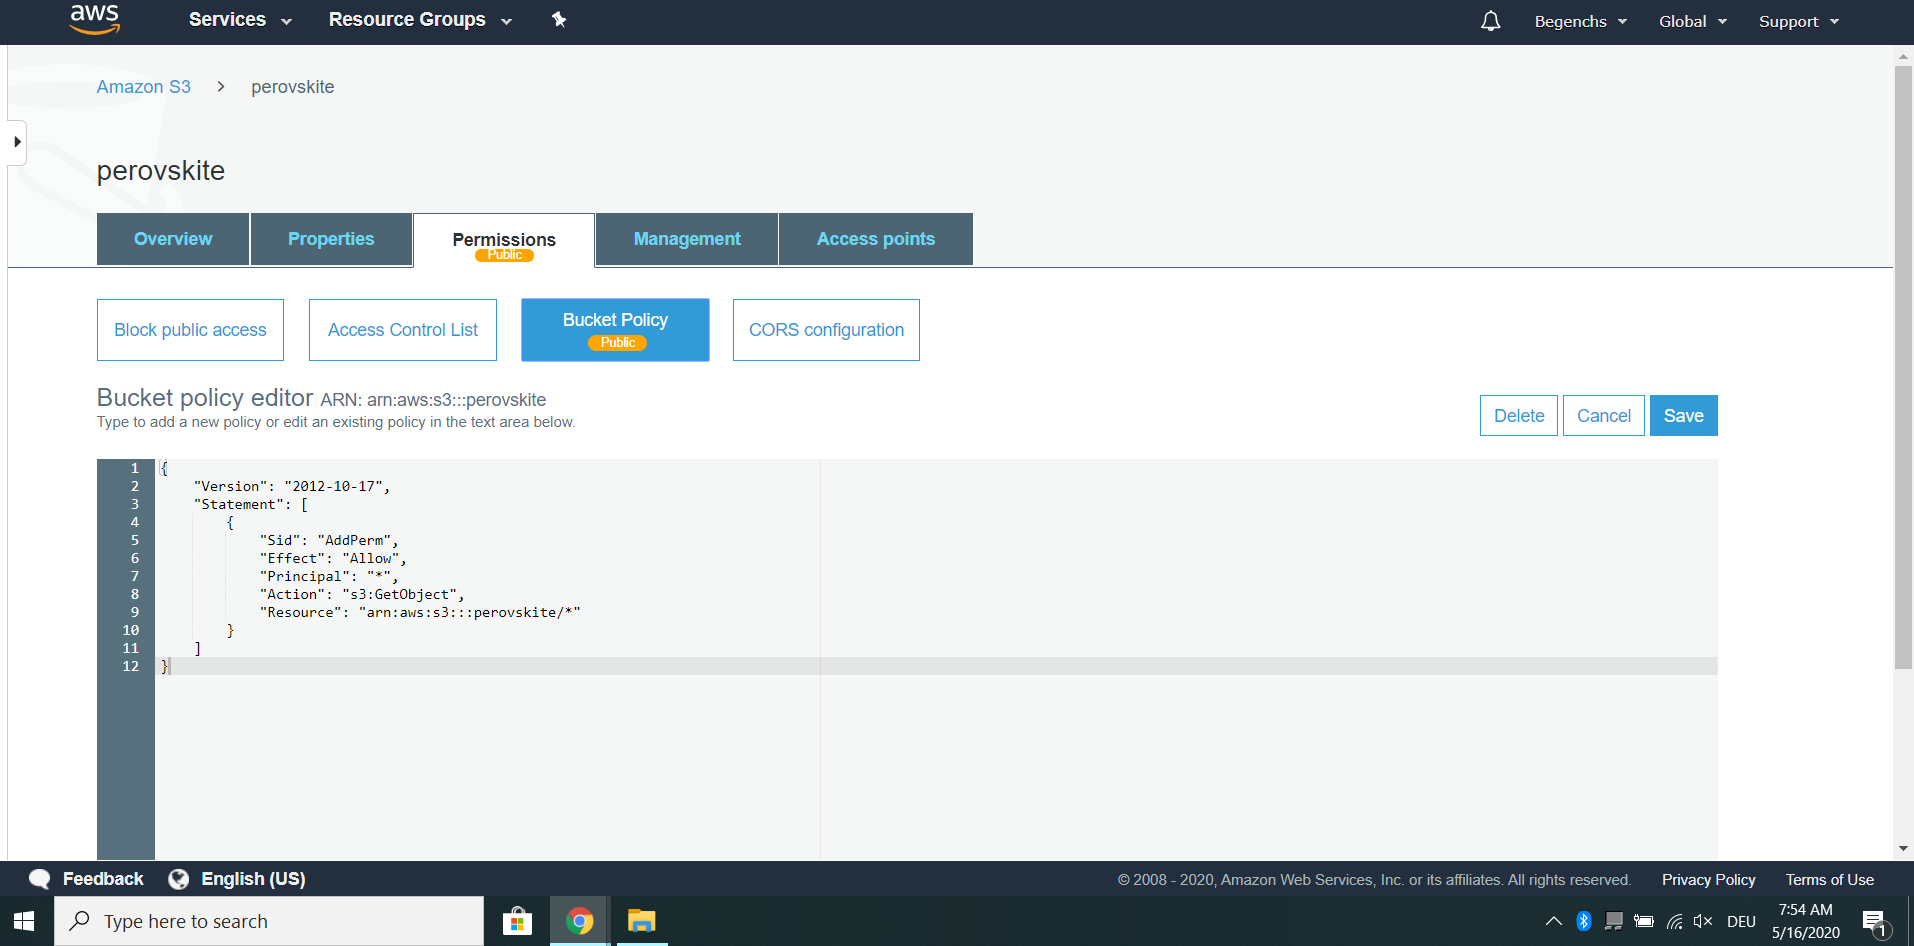 aws Services Resource Groups Begenchs Global Support
Amazon S3 > perovskite
perovskite
Overview Properties Permissions Management Access points
Public
Block public access Access Control List Bucket Policy CORS configuration
Public
Bucket policy editor ARN: arn:aws:s3:::perovskite
Type to add a new policy or edit an existing policy in the text area below.
Delete Cancel Save
1 {
2 "Version": "2012-10-17",
3 "Statement": [
4 {
5 "Sid": "AddPerm",
6 "Effect": "Allow",
7 "Principal": "*",
8 "Action": "s3:GetObject",
9 "Resource": "arn:aws:s3:::perovskite/*"
10 }
11 ]
12 }
Feedback English (US) © 2008 - 2020, Amazon Web Services, Inc. or its affiliates. All rights reserved. Privacy Policy Terms of Use
Type here to search DEU 7:54 AM
5/16/2020 1